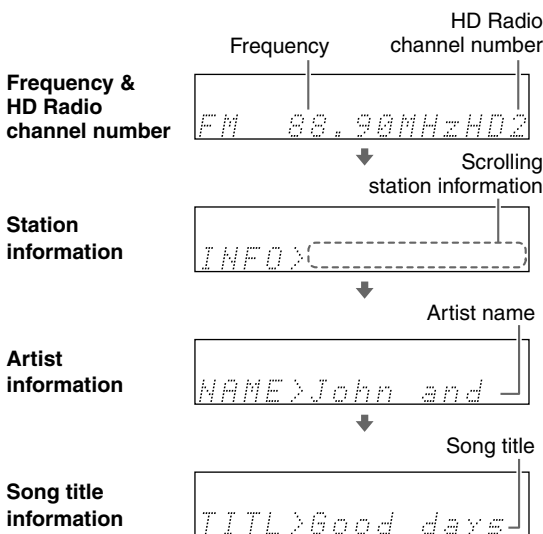 HD Radio
Frequency channel number
Frequency &
HD Radio
channel number
FM 88.90MHzHD2
Scrolling
station information
Station
information
INFO>
Artist name
Artist
information
NAME>John and
Song title
Song title
information
TITL>Good days